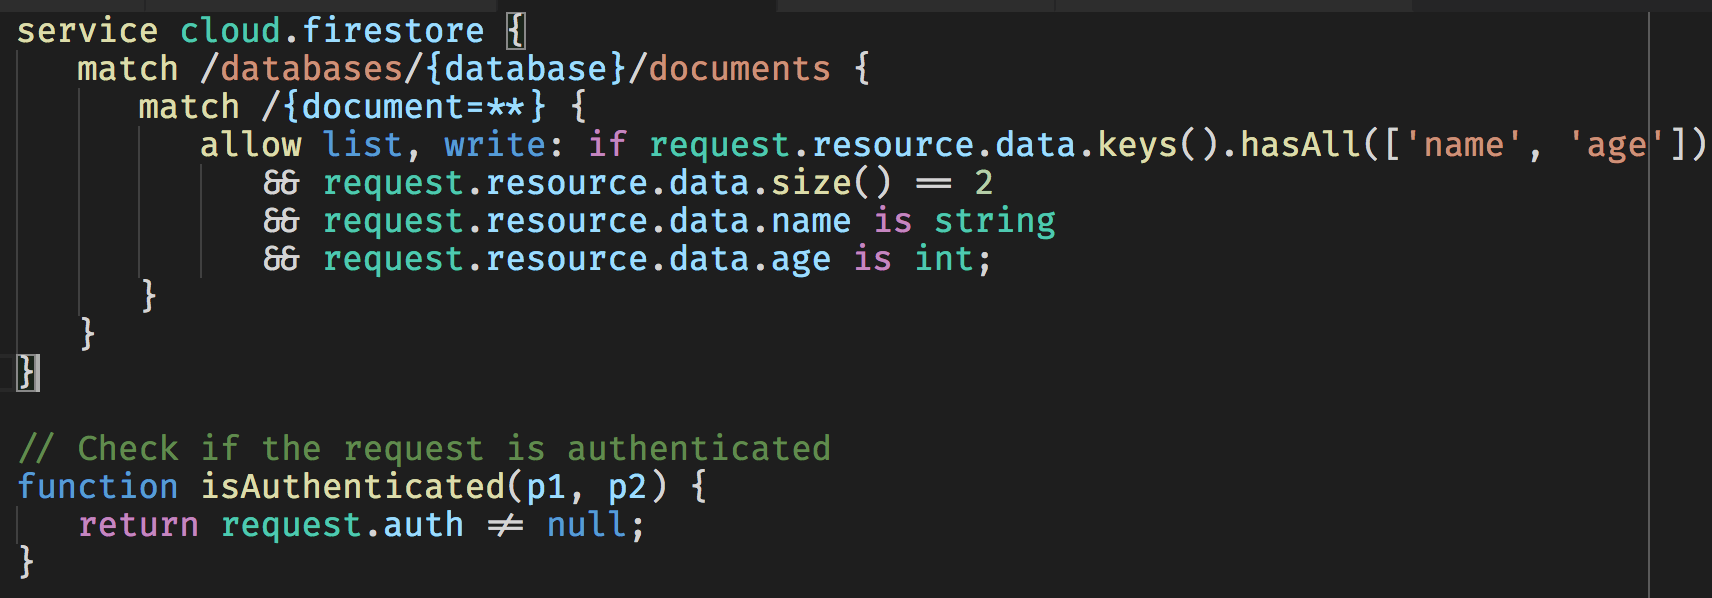 service cloud.firestore {
match /databases/{database}/documents {
match /{document=**} {
allow list, write: if request.resource.data.keys().hasAll(['name', 'age'])
&& request.resource.data.size() == 2
&& request.resource.data.name is string
&& request.resource.data.age is int;
}
}
}
// Check if the request is authenticated
function isAuthenticated(p1, p2) {
return request.auth != null;
}